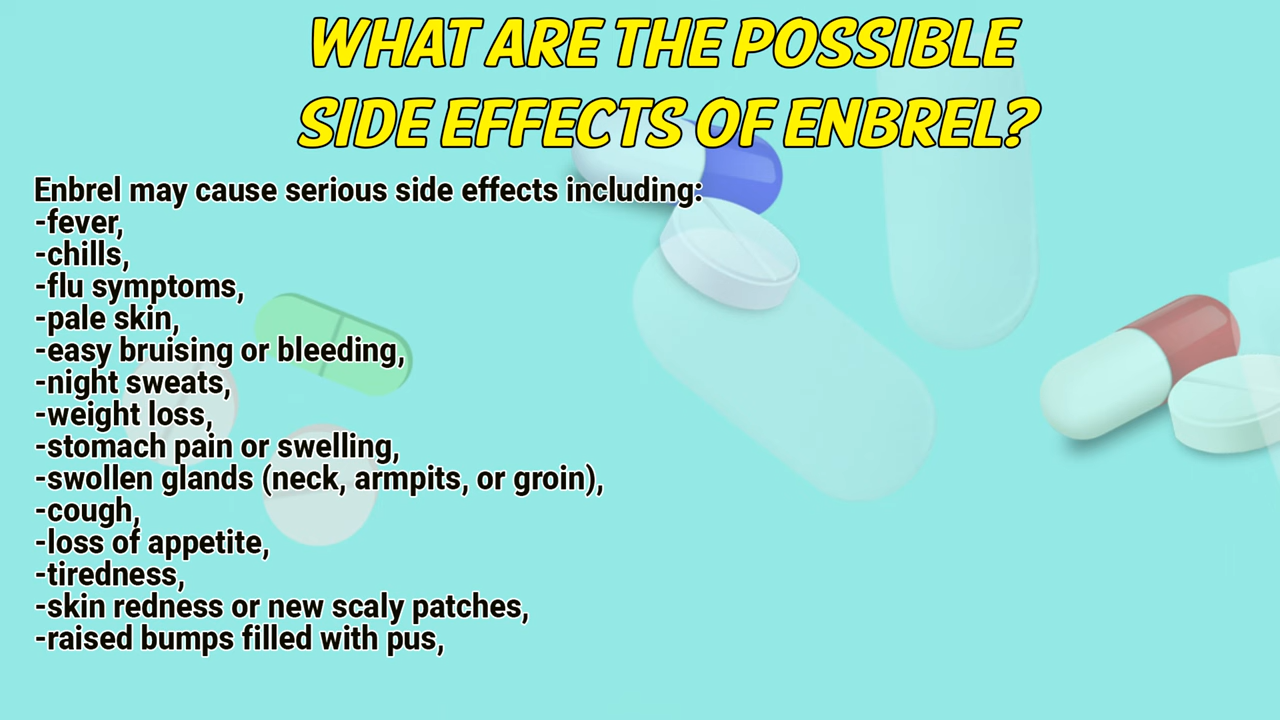 WHAT ARE THE POSSIBLE
SIDE EFFECTS OF ENBREL?
Enbrel may cause serious side effects including:
-fever,
-chills,
-flu symptoms,
-pale skin,
-easy bruising or bleeding,
-night sweats,
-weight loss,
-stomach pain or swelling,
-swollen glands (neck, armpits, or groin),
-cough,
-loss of appetite,
-tiredness,
-skin redness or new scaly patches,
-raised bumps filled with pus,